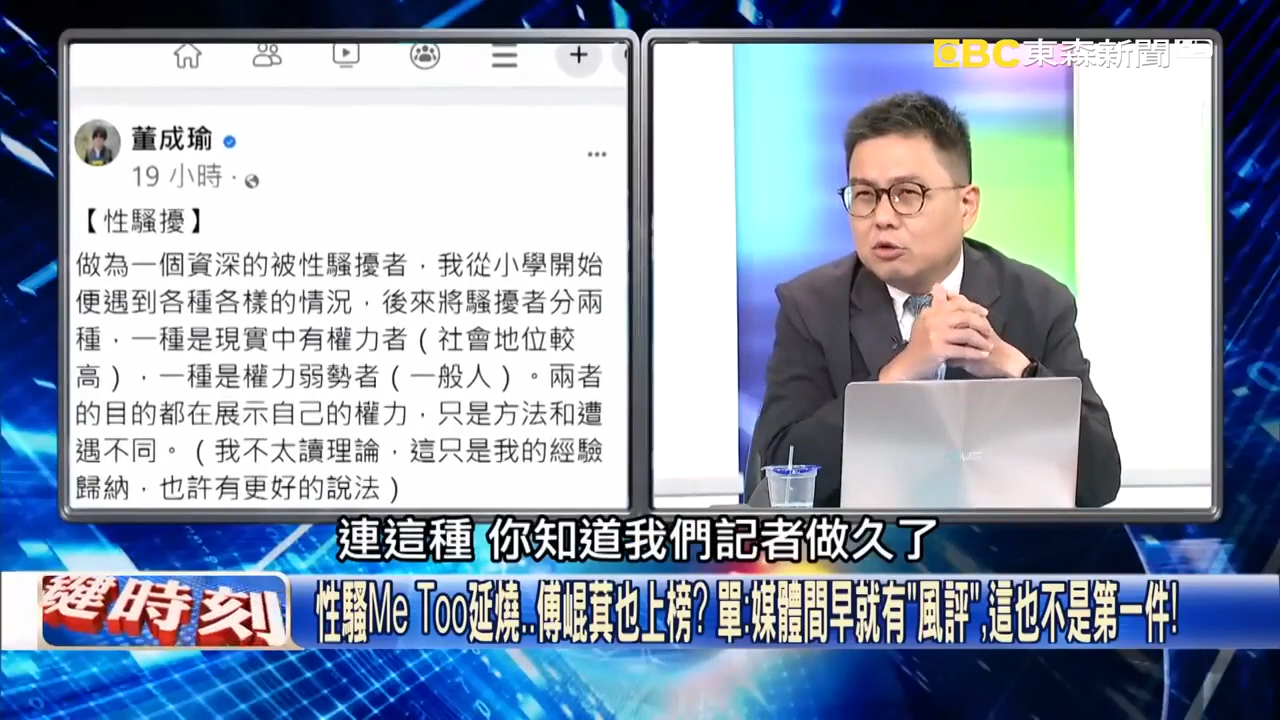 EBC 東森新聞
董成瑜
19 小時
【性騷擾】
做為一個資深的被性騷擾者，我從小學開始
便遇到各種各樣的情況，後來將騷擾者分兩
種，一種是現實中有權力者（社會地位較
高），一種是權力弱勢者（一般人）。兩者
的目的都在展示自己的權力，只是方法和遭
遇不同。（我不太讀理論，這只是我的經驗
歸納，也許有更好的說法）
ASUS
連這種 你知道我們記者做久了
鍵時刻
性騷Me Too延燒..傅崐萁也上榜? 單:媒體間早就有"風評",這也不是第一件!